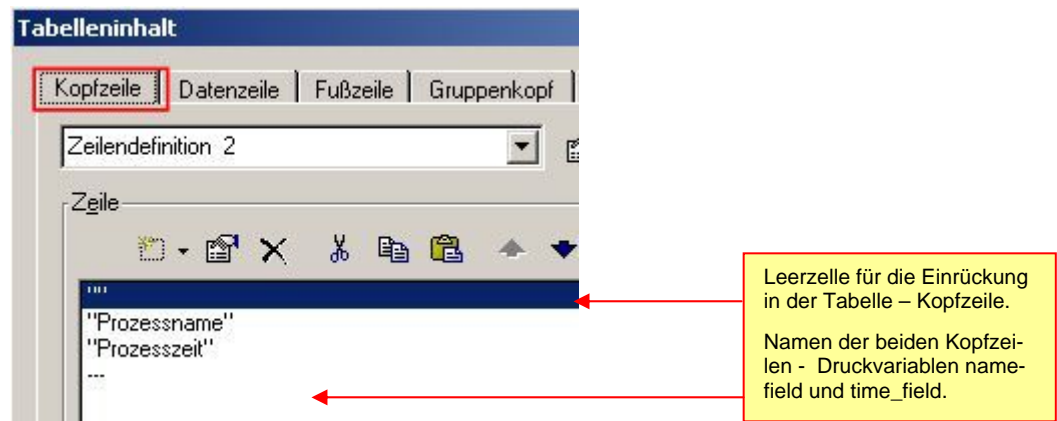 Tabelleninhalt
Kopfzeile Datenzeile Fußzeile Gruppenkopf
Zeilendefinition 2
Zeile
""
"Prozessname"
"Prozesszeit"
---
Leerzelle für die Einrückung
in der Tabelle – Kopfzeile.
Namen der beiden Kopfzei-
len - Druckvariablen name-
field und time_field.